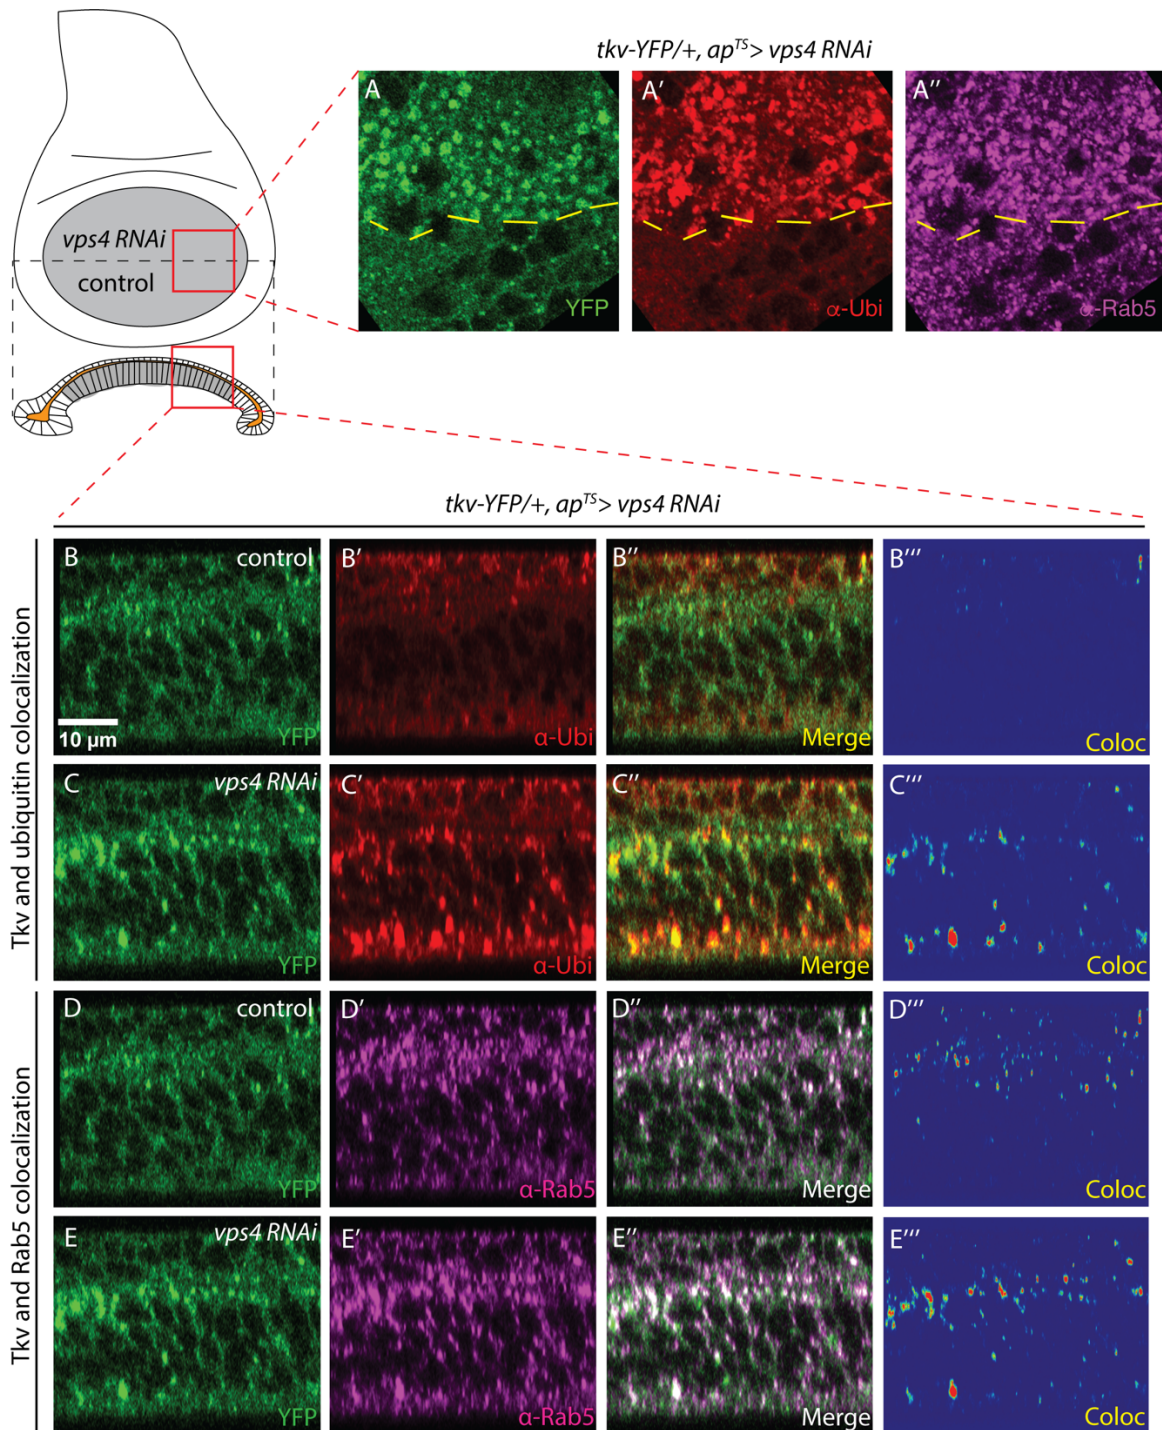 tkv-YFP/+, apTS> vps4 RNAi
A
YFP
A′
α-Ubi
A″
α-Rab5
vps4 RNAi
control
tkv-YFP/+, apTS> vps4 RNAi
Tkv and ubiquitin colocalization
B
control
10 μm
YFP
B′
α-Ubi
B″
Merge
B‴
Coloc
C
vps4 RNAi
YFP
C′
α-Ubi
C″
Merge
C‴
Coloc
Tkv and Rab5 colocalization
D
control
YFP
D′
α-Rab5
D″
Merge
D‴
Coloc
E
vps4 RNAi
YFP
E′
α-Rab5
E″
Merge
E‴
Coloc